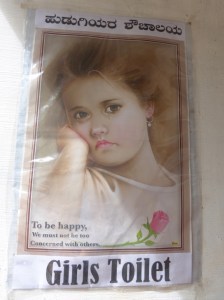 ಹುಡುಗಿಯರ ಶೌಚಾಲಯ
To be happy,
We must not be too
Concerned with others.
Girls Toilet